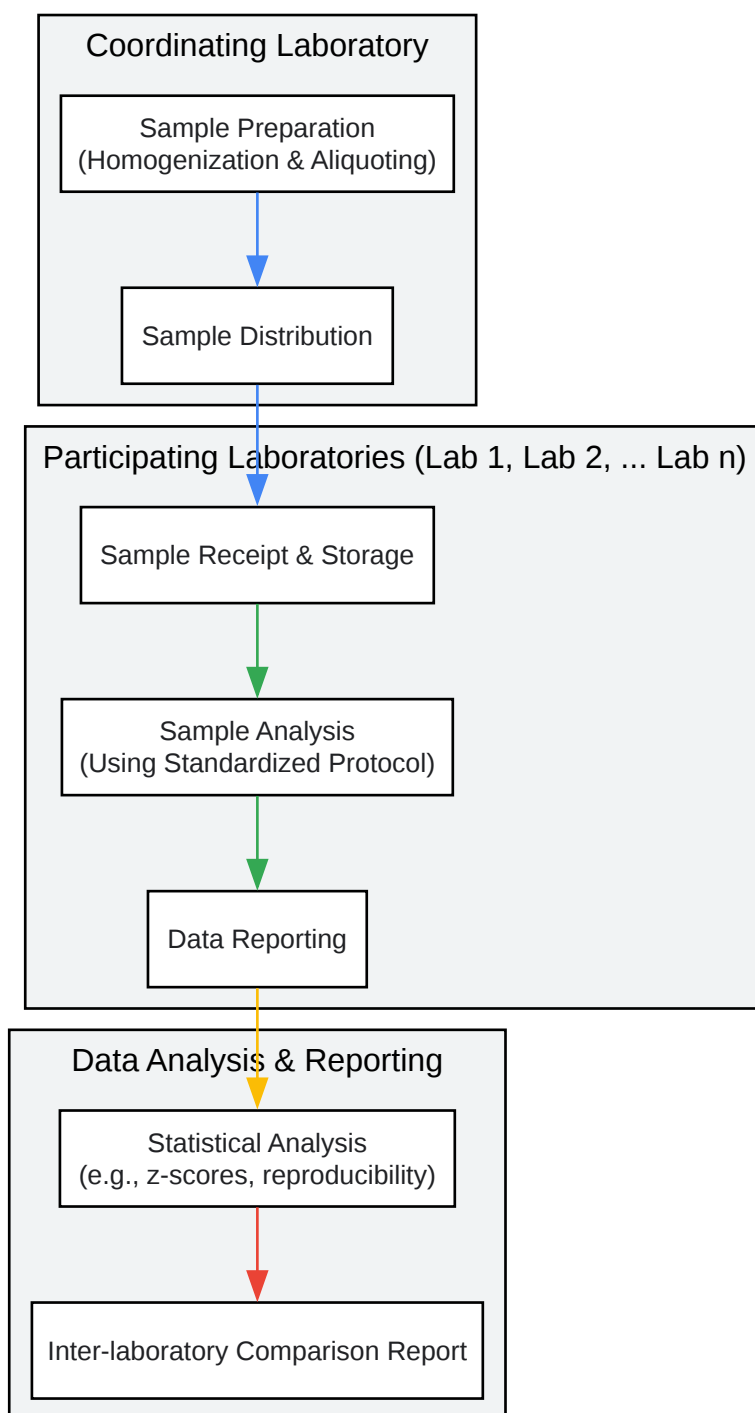 Coordinating Laboratory
Sample Preparation
(Homogenization & Aliquoting)
Sample Distribution
Participating Laboratories (Lab 1, Lab 2, ... Lab n)
Sample Receipt & Storage
Sample Analysis
(Using Standardized Protocol)
Data Reporting
Data Analysis & Reporting
Statistical Analysis
(e.g., z-scores, reproducibility)
Inter-laboratory Comparison Report